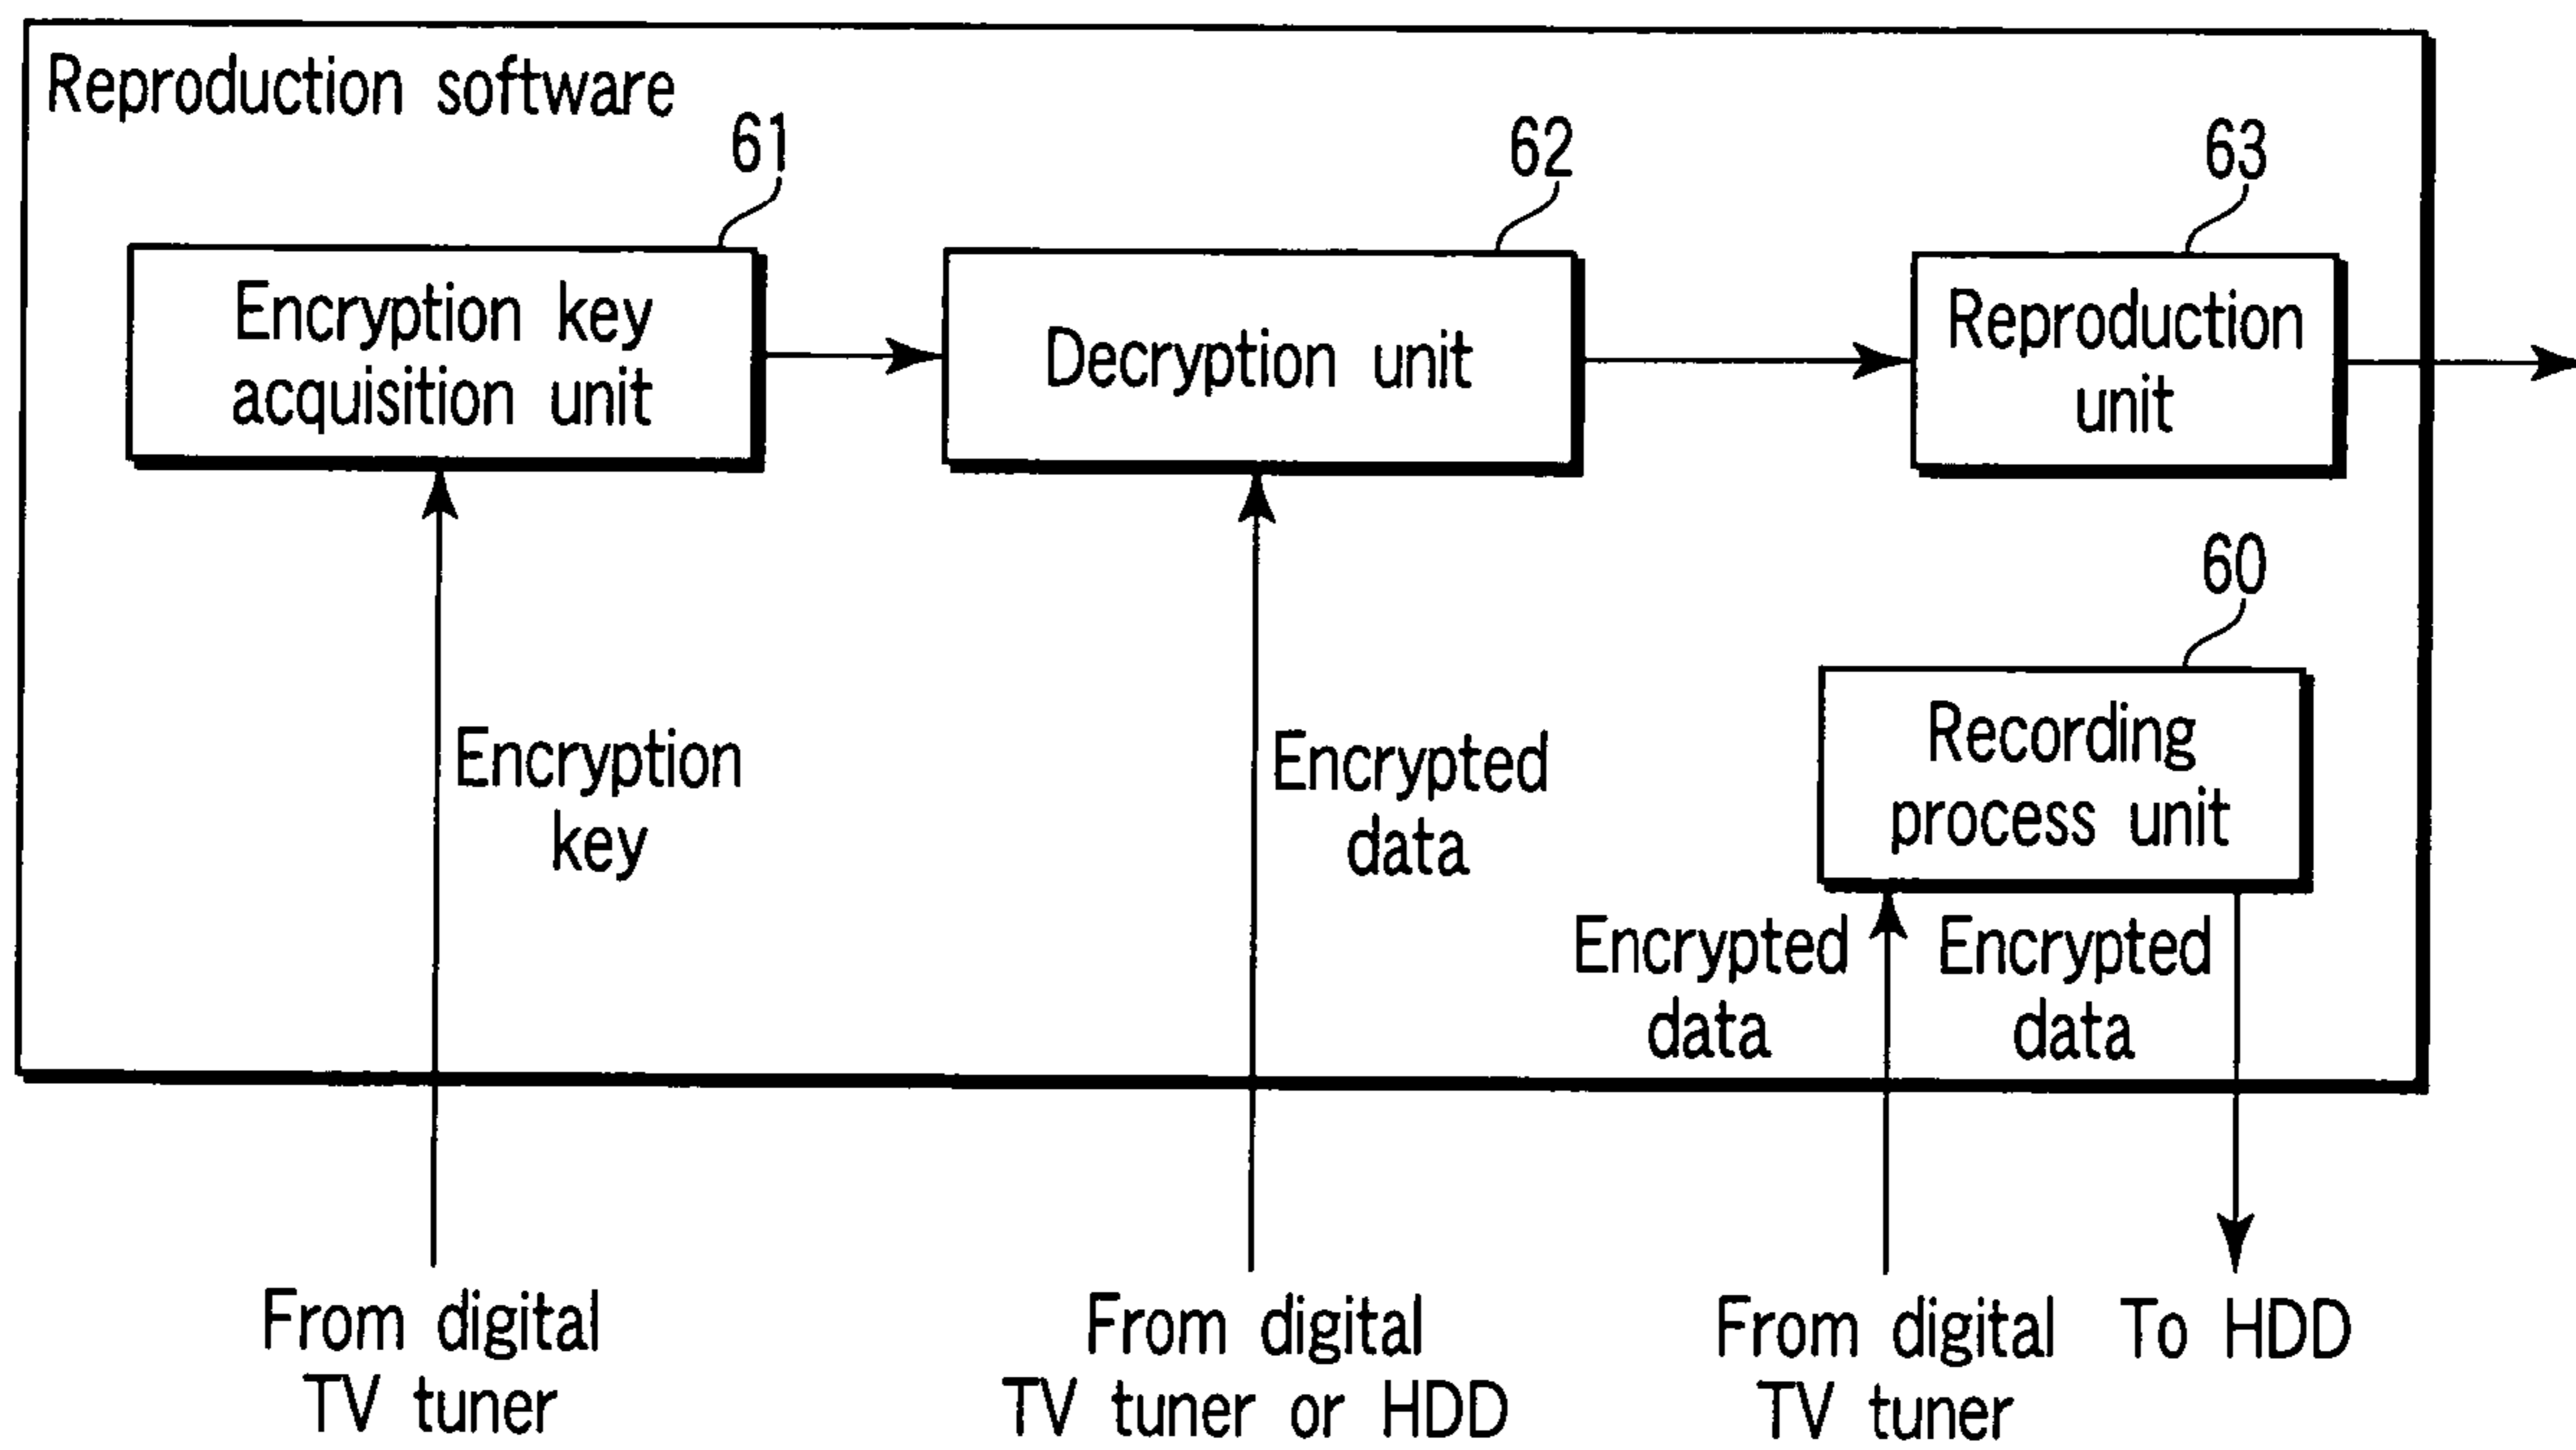 Reproduction software
61
62
63
Encryption key
acquisition unit
Decryption unit
Reproduction
unit
60
Recording
process unit
Encryption
key
Encrypted
data
Encrypted
data
Encrypted
data
From digital
TV tuner
From digital
TV tuner or HDD
From digital
TV tuner
To HDD